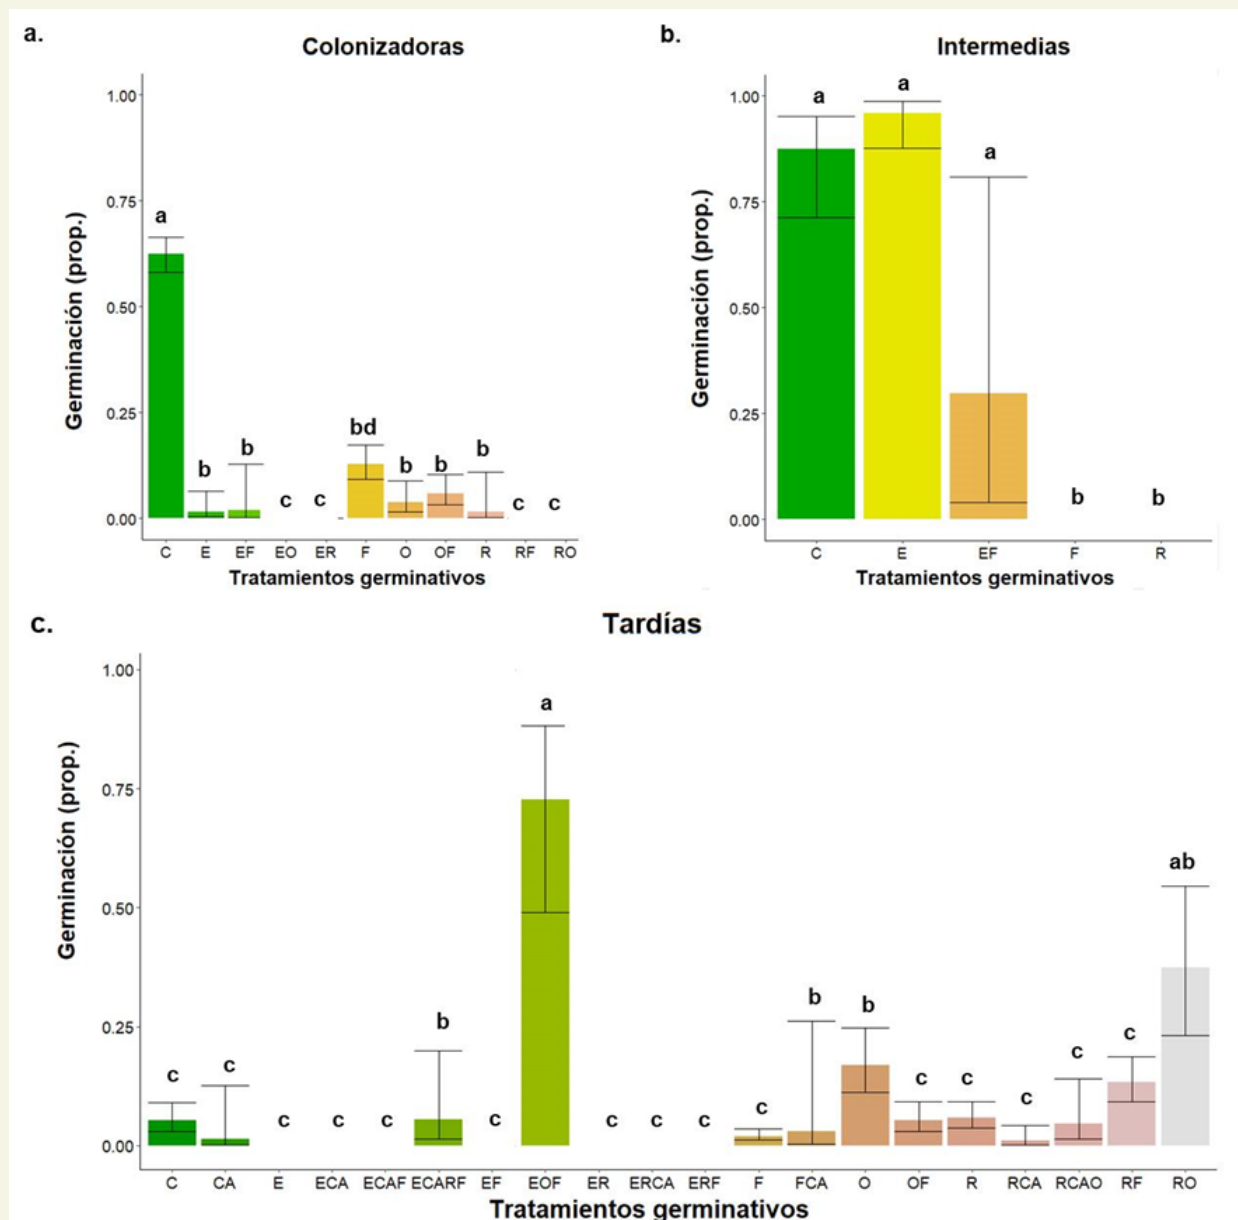 a.
Colonizadoras
Germinación (prop.)
1.00
0.75
0.50
0.25
0.00
a
b
b
c
c
bd
b
b
b
c
c
C E EF EO ER F O OF R RF RO
Tratamientos germinativos
b.
Intermedias
Germinación (prop.)
1.00
0.75
0.50
0.25
0.00
a
a
a
b
b
C E EF F R
Tratamientos germinativos
c.
Tardías
Germinación (prop.)
1.00
0.75
0.50
0.25
0.00
c
c
c
c
c
b
c
a
c
c
c
c
b
b
c
c
c
c
c
ab
C CA E ECA ECAF ECARF EF EOF ER ERCA ERF F FCA O OF R RCA RCAO RF RO
Tratamientos germinativos